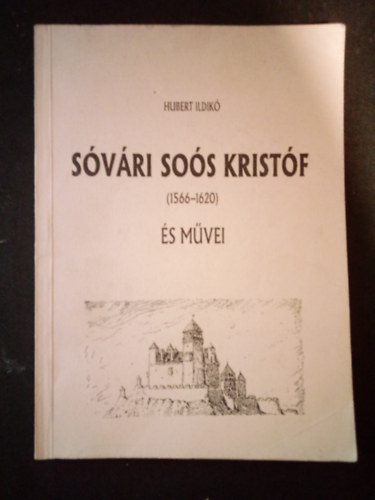 HUBERT ILDIKÓ
SÓVÁRI SOÓS KRISTÓF
(1566–1620)
ÉS MŰVEI